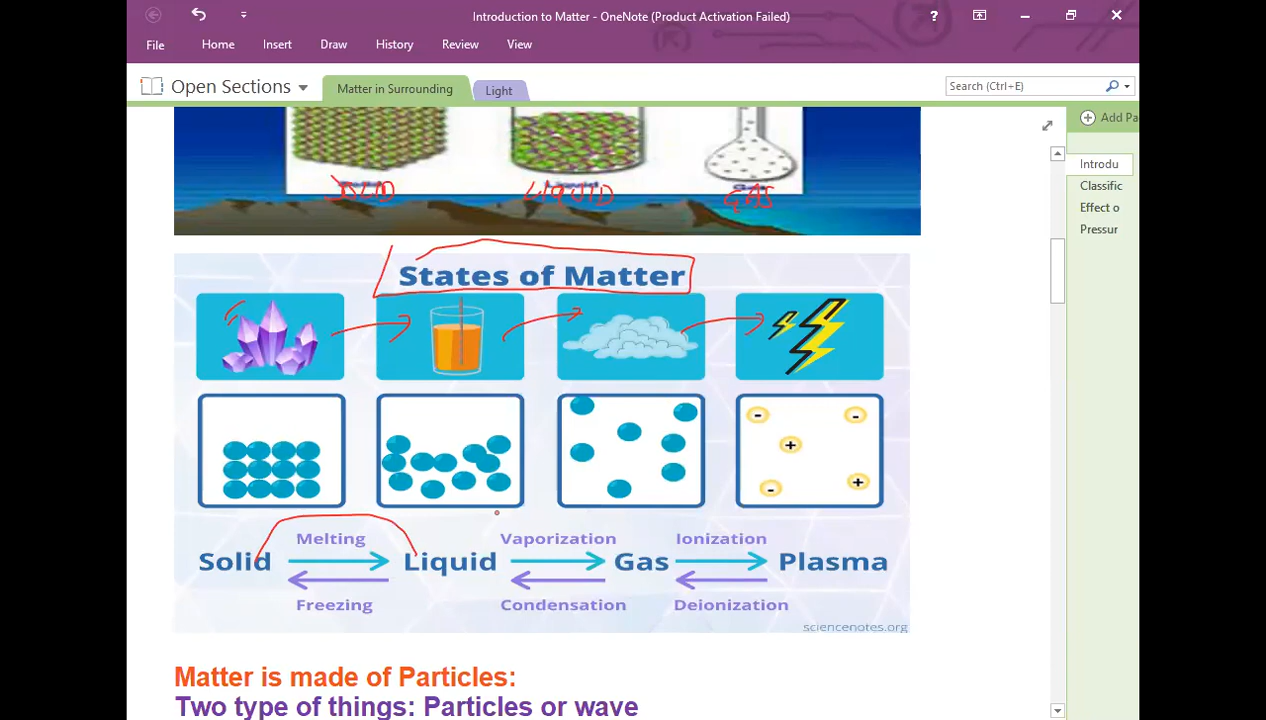 Introduction to Matter - OneNote (Product Activation Failed)
?
File Home Insert Draw History Review View
Open Sections Matter in Surrounding Light Search (Ctrl+E)
Add Pa
Introdu
Classific
Effect o
Pressur
LIQUID GAS
States of Matter
- -
+
- +
Melting Vaporization Ionization
Solid Liquid Gas Plasma
Freezing Condensation Deionization
sciencenotes.org
Matter is made of Particles:
Two type of things: Particles or wave